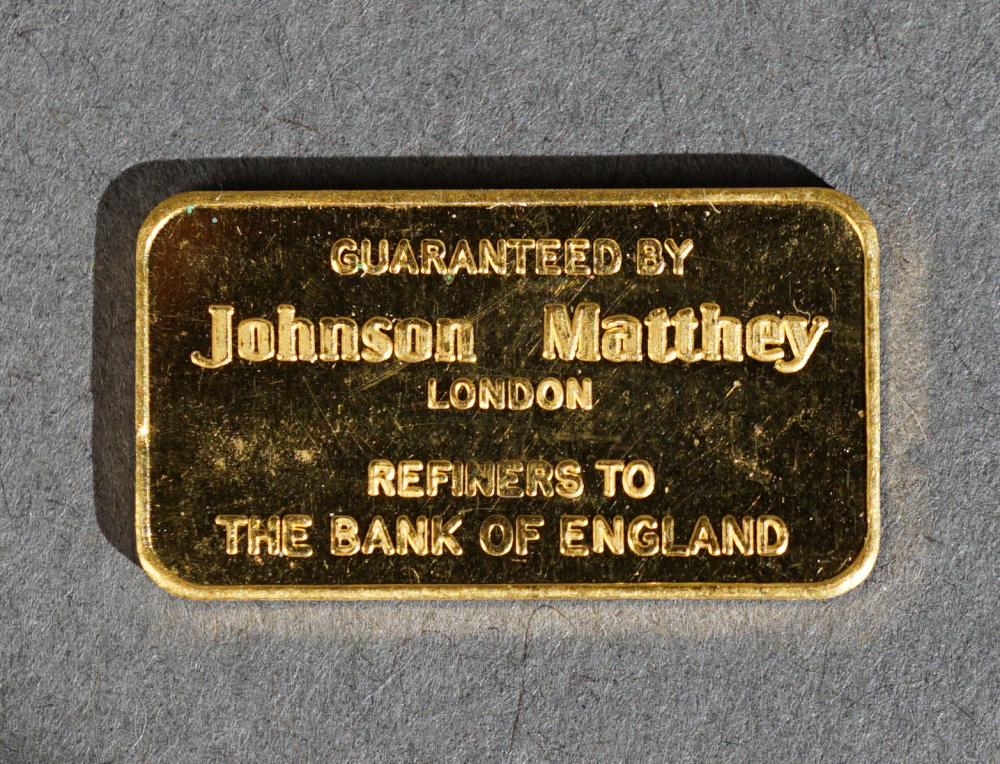 GUARANTEED BY
Johnson Matthey
LONDON
REFINERS TO
THE BANK OF ENGLAND